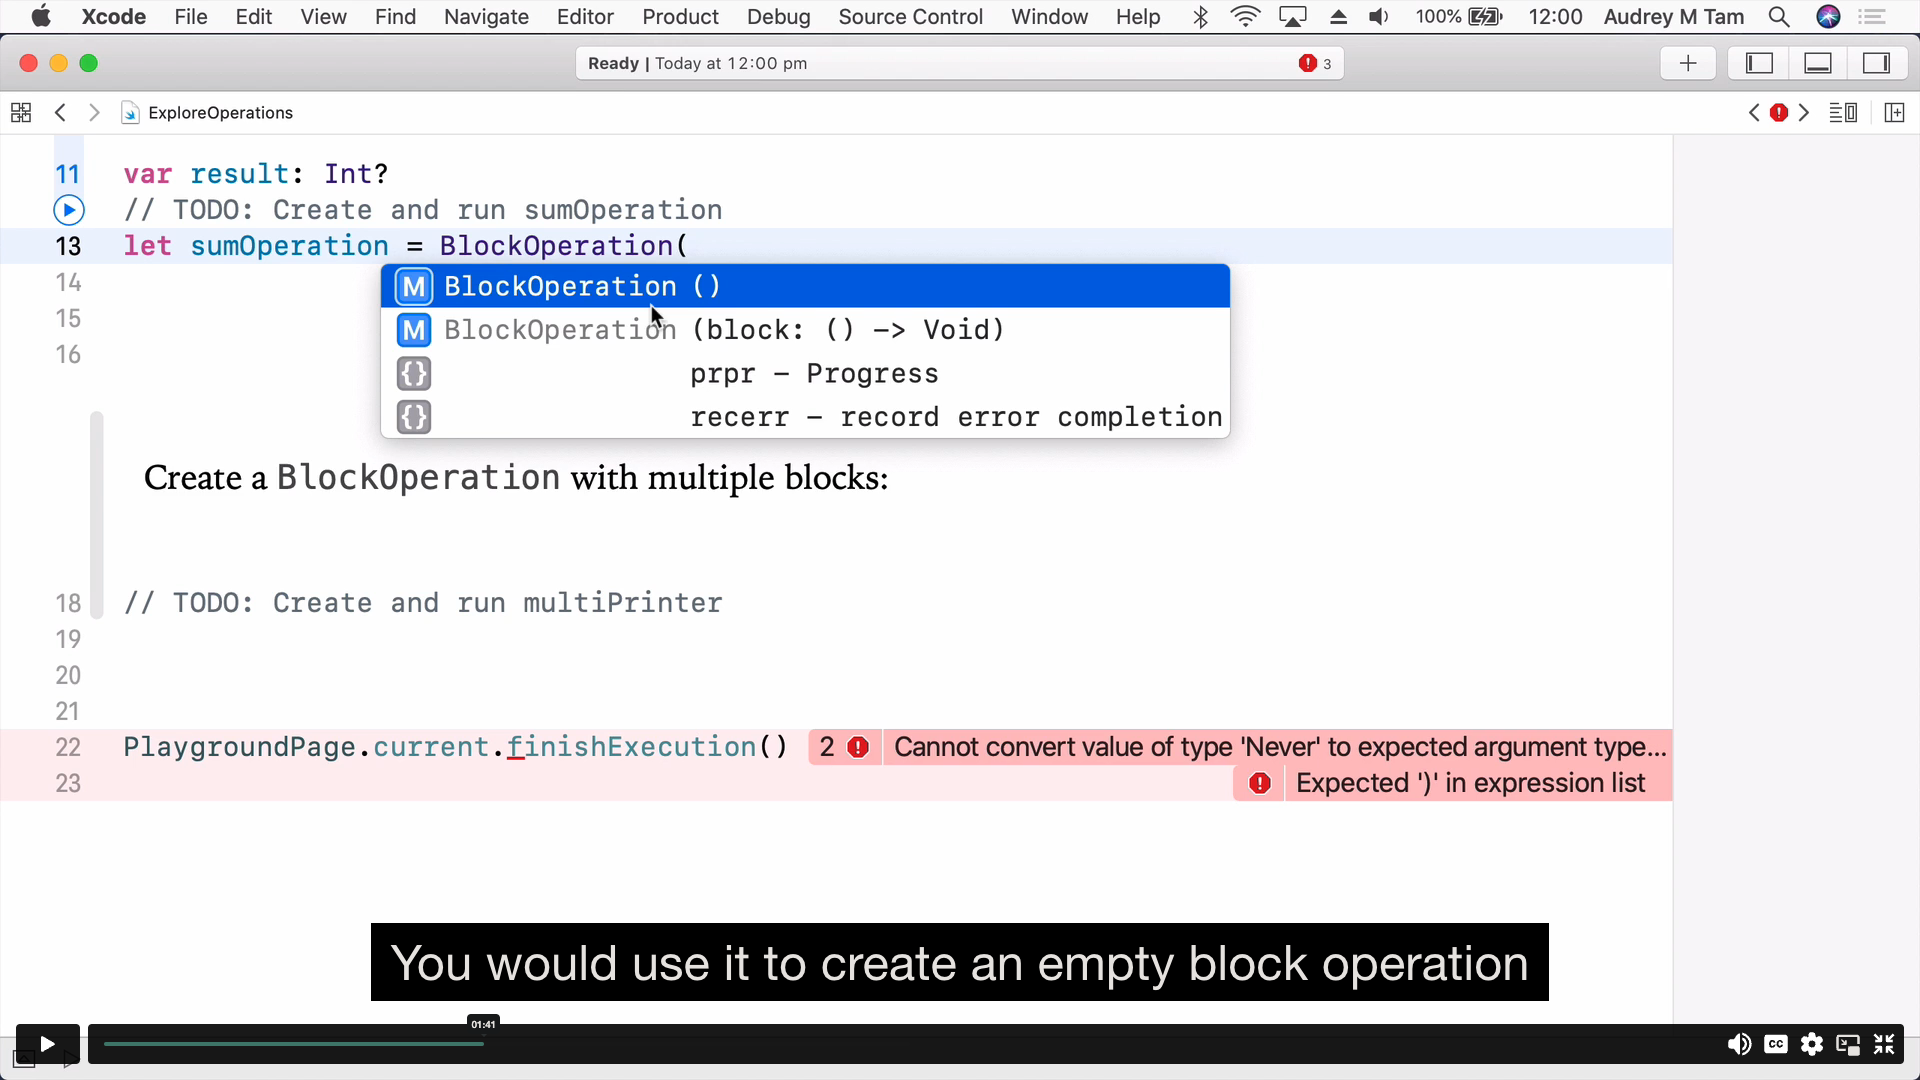 Xcode File Edit View Find Navigate Editor Product Debug Source Control Window Help 100% 12:00 Audrey M Tam
Ready | Today at 12:00 pm 3
ExploreOperations
11 var result: Int?
// TODO: Create and run sumOperation
13 let sumOperation = BlockOperation(
14
M BlockOperation ()
15
M BlockOperation (block: () -> Void)
16
{} prpr – Progress
{} recerr – record error completion
Create a BlockOperation with multiple blocks:
18 // TODO: Create and run multiPrinter
19
20
21
22 PlaygroundPage.current.finishExecution() 2 Cannot convert value of type 'Never' to expected argument type...
23 Expected ')' in expression list
You would use it to create an empty block operation
01:41
CC